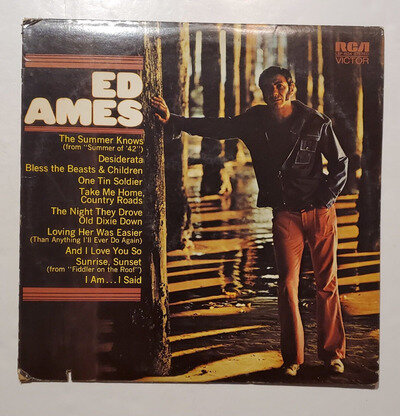 ED
AMES
RCA
VICTOR
The Summer Knows
(from "Summer of '42")
Desiderata
Bless the Beasts & Children
One Tin Soldier
Take Me Home,
Country Roads
The Night They Drove
Old Dixie Down
Loving Her Was Easier
(Than Anything I'll Ever Do Again)
And I Love You So
Sunrise, Sunset
(from "Fiddler on the Roof")
I Am...I Said